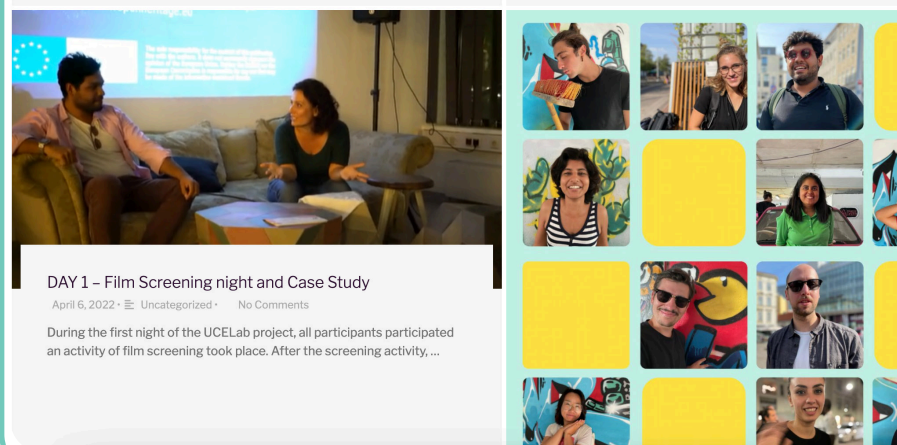 DAY 1 – Film Screening night and Case Study
April 6, 2022 · Uncategorized · No Comments
During the first night of the UCELab project, all participants participated
an activity of film screening took place. After the screening activity, ...